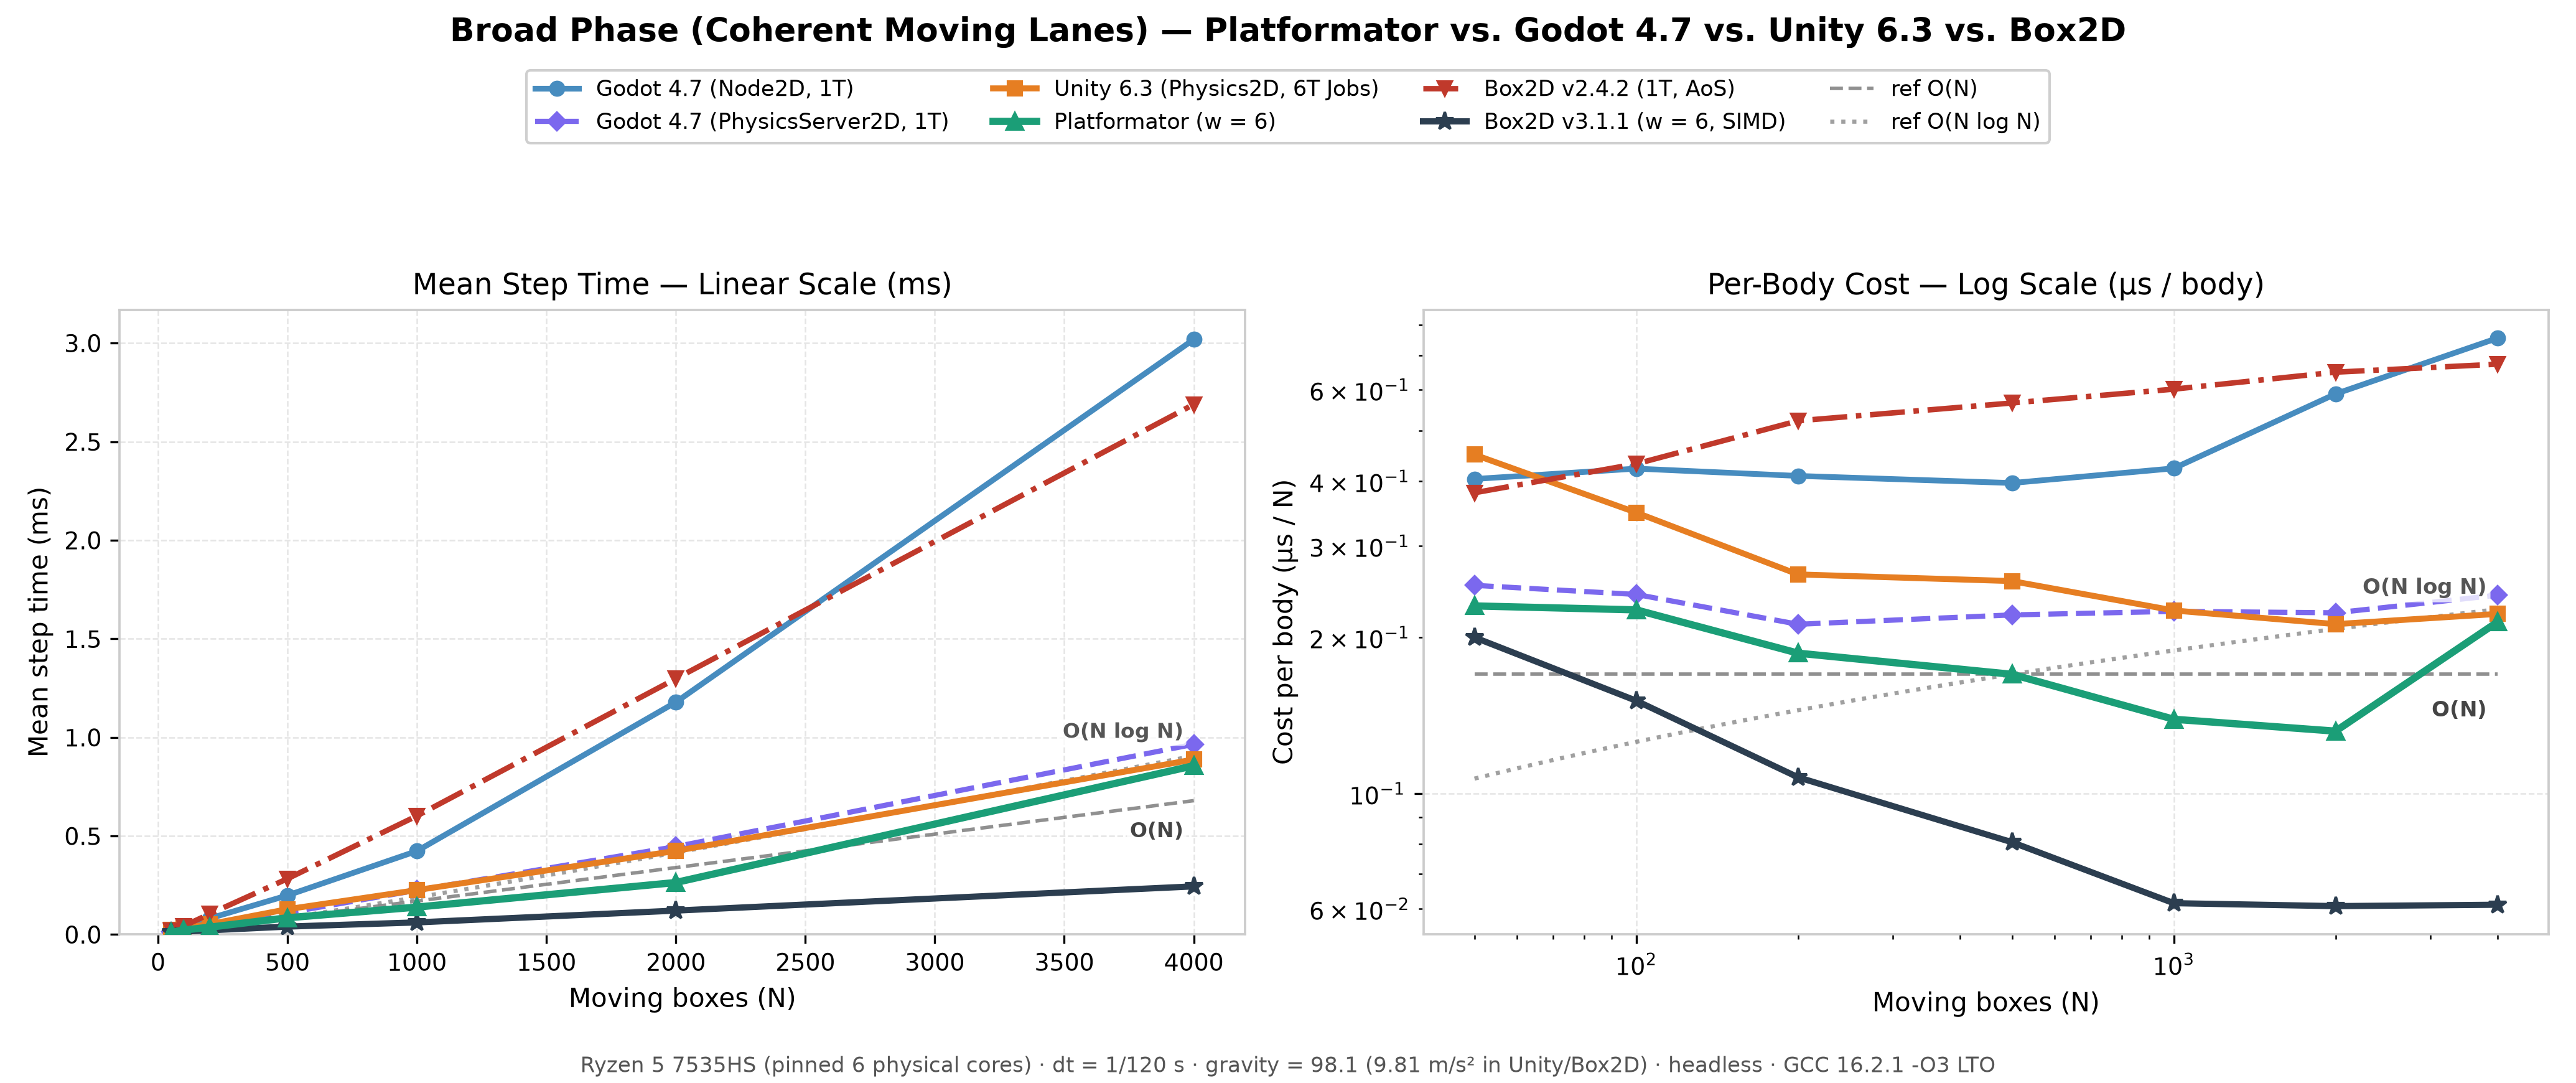 Broad Phase (Coherent Moving Lanes) — Platformator vs. Godot 4.7 vs. Unity 6.3 vs. Box2D
Godot 4.7 (Node2D, 1T)
Godot 4.7 (PhysicsServer2D, 1T)
Unity 6.3 (Physics2D, 6T Jobs)
Platformator (w = 6)
Box2D v2.4.2 (1T, AoS)
Box2D v3.1.1 (w = 6, SIMD)
ref O(N)
ref O(N log N)
Mean Step Time — Linear Scale (ms)
Mean step time (ms)
3.0
2.5
2.0
1.5
1.0
0.5
0.0
O(N log N)
O(N)
0 500 1000 1500 2000 2500 3000 3500 4000
Moving boxes (N)
Per-Body Cost — Log Scale (µs / body)
Cost per body (µs / N)
6 × 10⁻¹
4 × 10⁻¹
3 × 10⁻¹
2 × 10⁻¹
10⁻¹
6 × 10⁻²
O(N log N)
O(N)
10² 10³
Moving boxes (N)
Ryzen 5 7535HS (pinned 6 physical cores) · dt = 1/120 s · gravity = 98.1 (9.81 m/s² in Unity/Box2D) · headless · GCC 16.2.1 -O3 LTO